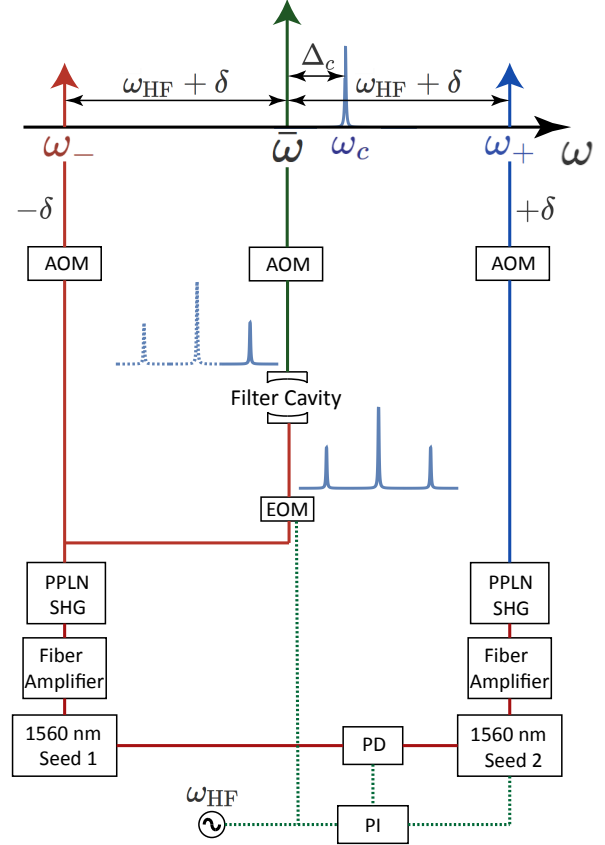 Δ_c
ω_HF + δ
ω_HF + δ
ω_−
ω̄
ω_c
ω_+
ω
−δ
+δ
AOM
AOM
AOM
Filter Cavity
EOM
PPLN
SHG
PPLN
SHG
Fiber
Amplifier
Fiber
Amplifier
1560 nm
Seed 1
PD
1560 nm
Seed 2
ω_HF
PI